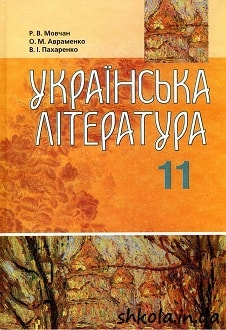 Р. В. Мовчан
О. М. Авраменко
В. І. Пахаренко
УКРАЇНСЬКА
ЛІТЕРАТУРА
11
shkola.in.ua